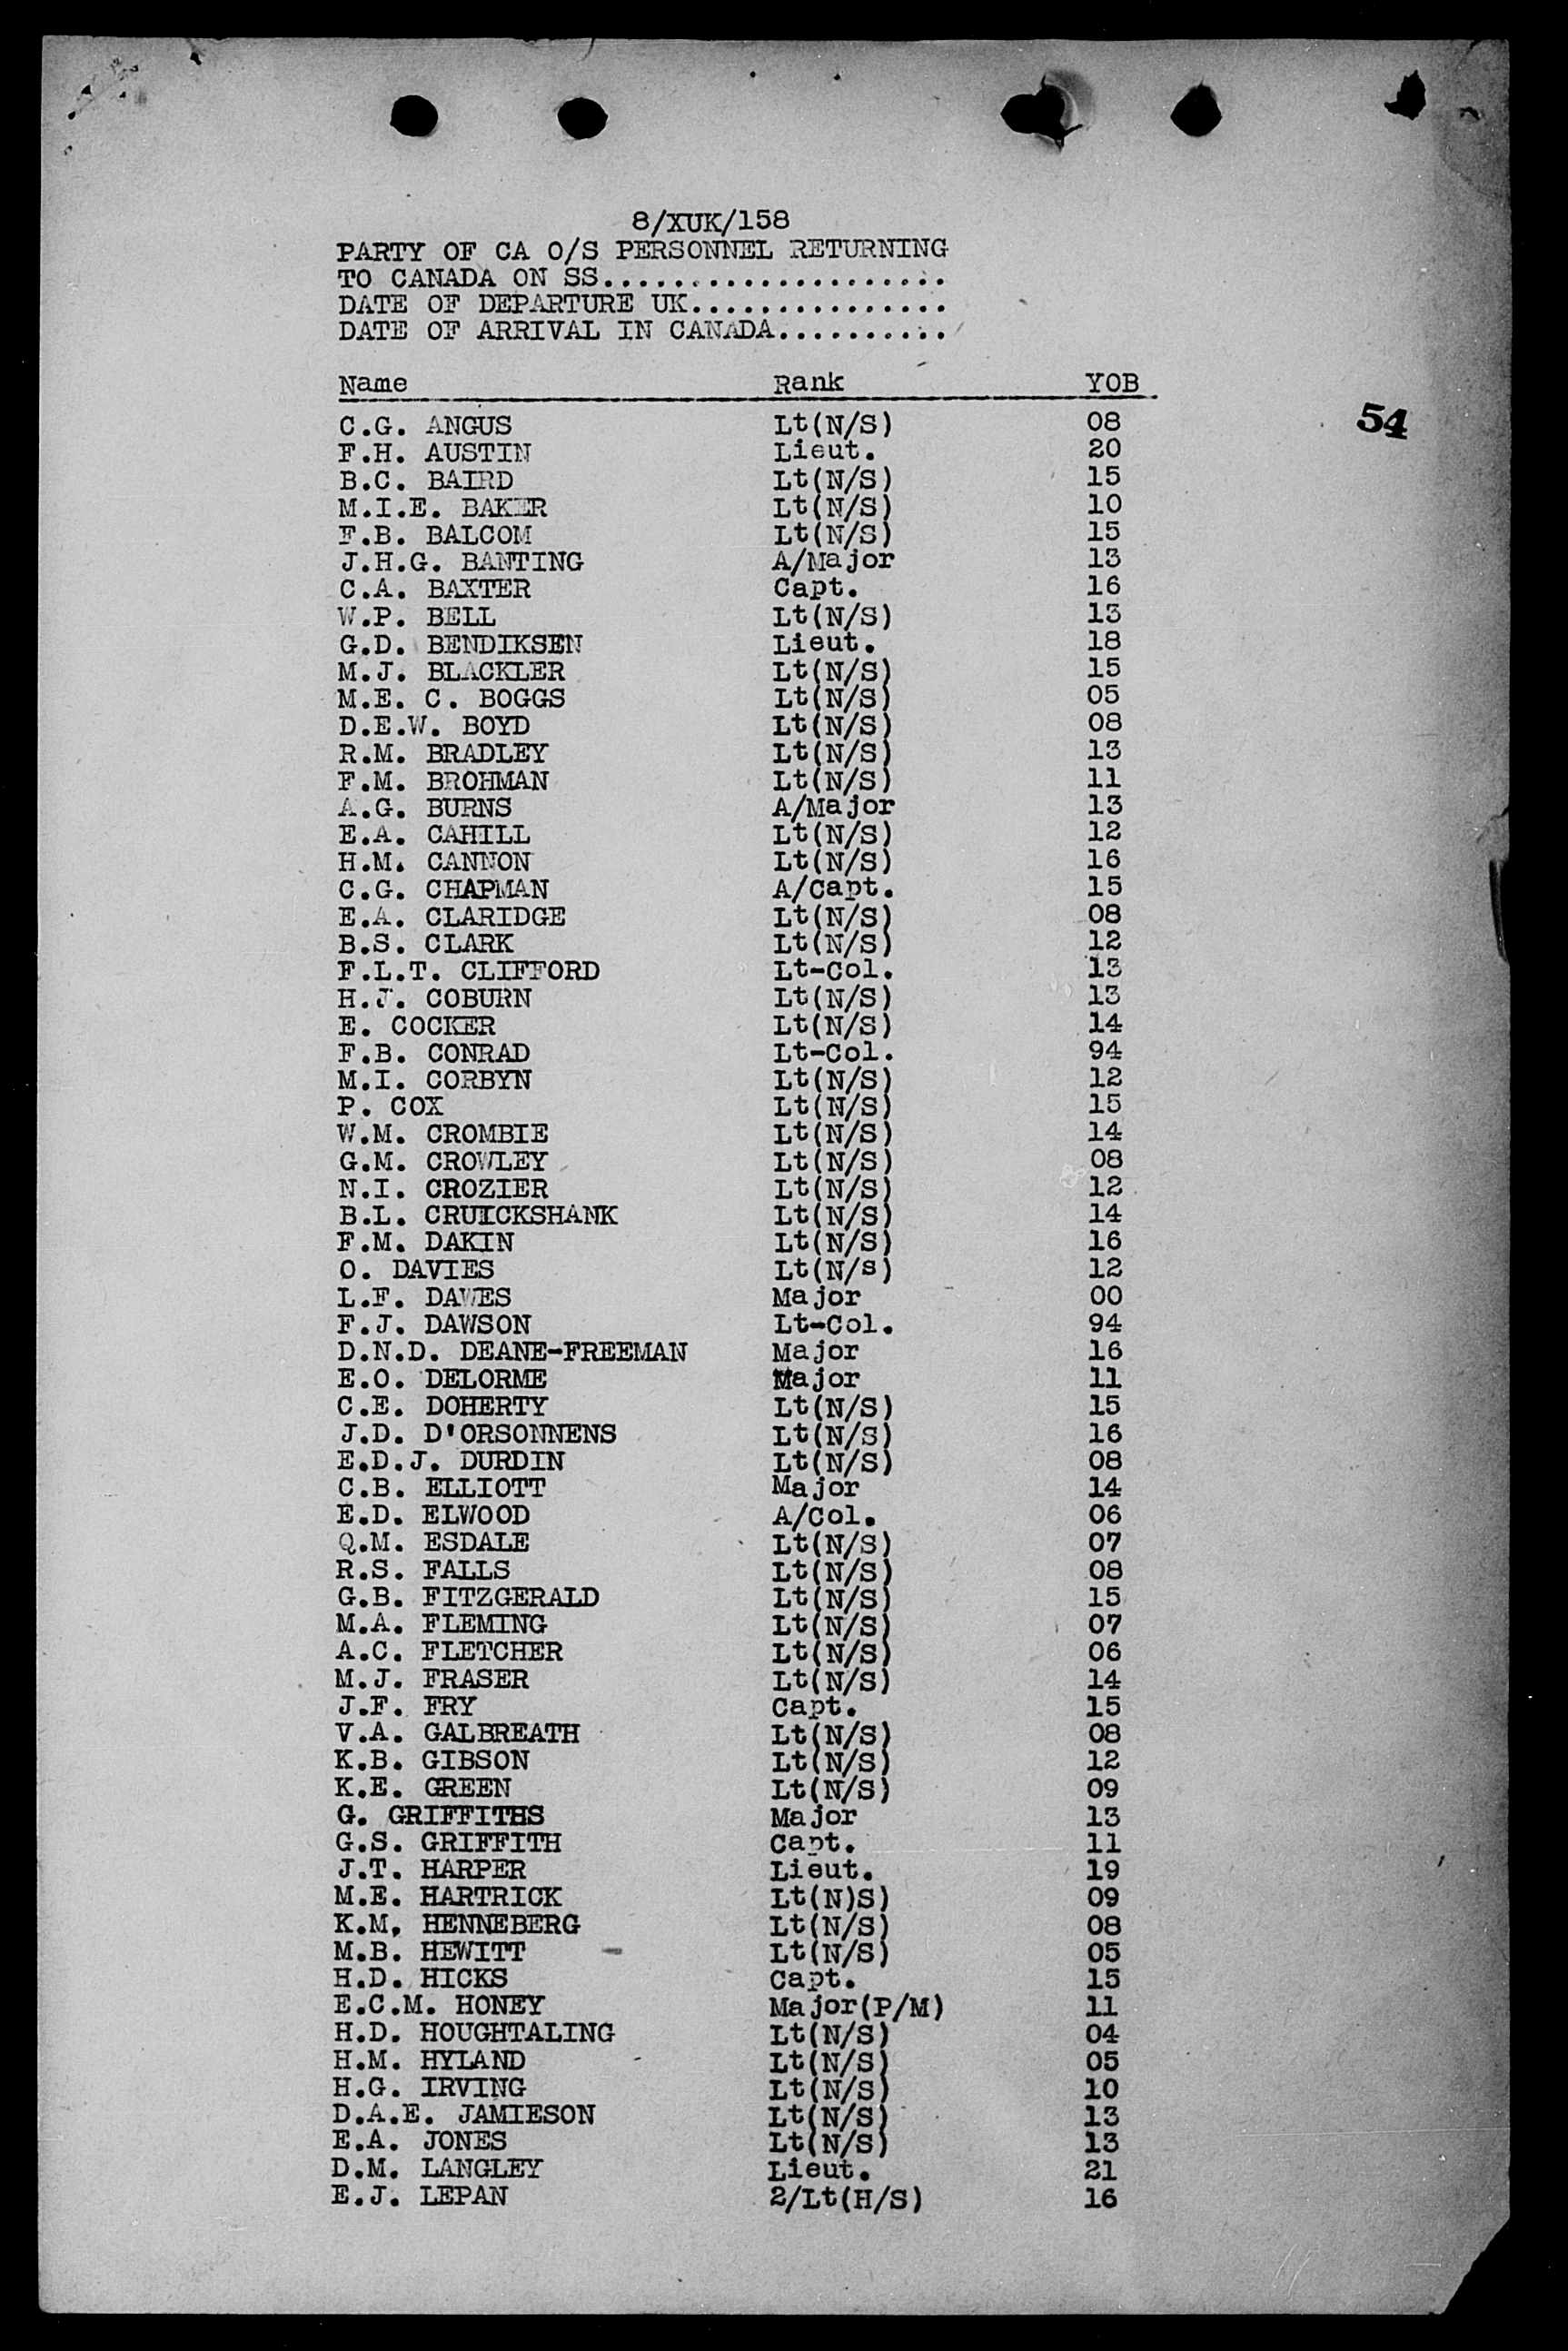 8/XUK/158
PARTY OF CA O/S PERSONNEL RETURNING
TO CANADA ON SS....................
DATE OF DEPARTURE UK...............
DATE OF ARRIVAL IN CANADA..........
Name Rank YOB
54
C.G. ANGUS Lt(N/S) 08
F.H. AUSTIN Lieut. 20
B.C. BAIRD Lt(N/S) 15
M.I.E. BAKER Lt(N/S) 10
F.B. BALCOM Lt(N/S) 15
J.H.G. BANTING A/Major 13
C.A. BAXTER Capt. 16
W.P. BELL Lt(N/S) 13
G.D. BENDIKSEN Lieut. 18
M.J. BLACKLER Lt(N/S) 15
M.E. C. BOGGS Lt(N/S) 05
D.E.W. BOYD Lt(N/S) 08
R.M. BRADLEY Lt(N/S) 13
F.M. BROHMAN Lt(N/S) 11
A.G. BURNS A/Major 13
E.A. CAHILL Lt(N/S) 12
H.M. CANNON Lt(N/S) 16
C.G. CHAPMAN A/Capt. 15
E.A. CLARIDGE Lt(N/S) 08
B.S. CLARK Lt(N/S) 12
F.L.T. CLIFFORD Lt-Col. 13
H.J. COBURN Lt(N/S) 13
E. COCKER Lt(N/S) 14
F.B. CONRAD Lt-Col. 94
M.I. CORBYN Lt(N/S) 12
P. COX Lt(N/S) 15
W.M. CROMBIE Lt(N/S) 14
G.M. CROWLEY Lt(N/S) 08
N.I. CROZIER Lt(N/S) 12
B.L. CRUICKSHANK Lt(N/S) 14
F.M. DAKIN Lt(N/S) 16
O. DAVIES Lt(N/s) 12
L.F. DAWES Major 00
F.J. DAWSON Lt-Col. 94
D.N.D. DEANE-FREEMAN Major 16
E.O. DELORME Major 11
C.E. DOHERTY Lt(N/S) 15
J.D. D'ORSONNENS Lt(N/S) 16
E.D.J. DURDIN Lt(N/S) 08
C.B. ELLIOTT Major 14
E.D. ELWOOD A/Col. 06
Q.M. ESDALE Lt(N/S) 07
R.S. FALLS Lt(N/S) 08
G.B. FITZGERALD Lt(N/S) 15
M.A. FLEMING Lt(N/S) 07
A.C. FLETCHER Lt(N/S) 06
M.J. FRASER Lt(N/S) 14
J.F. FRY Capt. 15
V.A. GALBREATH Lt(N/S) 08
K.B. GIBSON Lt(N/S) 12
K.E. GREEN Lt(N/S) 09
G. GRIFFITHS Major 13
G.S. GRIFFITH Capt. 11
J.T. HARPER Lieut. 19
M.E. HARTRICK Lt(N)S) 09
K.M. HENNEBERG Lt(N/S) 08
M.B. HEWITT Lt(N/S) 05
H.D. HICKS Capt. 15
E.C.M. HONEY Major(P/M) 11
H.D. HOUGHTALING Lt(N/S) 04
H.M. HYLAND Lt(N/S) 05
H.G. IRVING Lt(N/S) 10
D.A.E. JAMIESON Lt(N/S) 13
E.A. JONES Lt(N/S) 13
D.M. LANGLEY Lieut. 21
E.J. LEPAN 2/Lt(H/S) 16